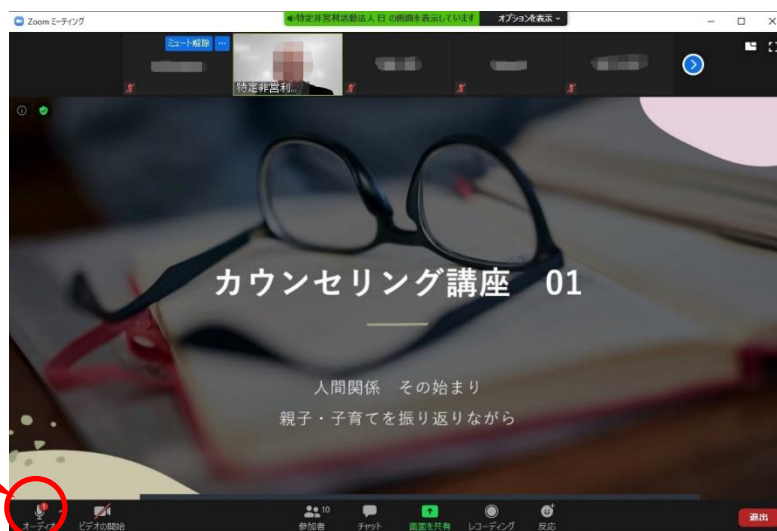 Zoom ミーティング
特定非営利活動法人 日 の画面を表示しています
オプションを表示
ミュート解除
特定非営利...
カウンセリング講座 01
人間関係 その始まり
親子・子育てを振り返りながら
オーディオ
ビデオの開始
10
参加者
チャット
画面を共有
レコーディング
反応
退出